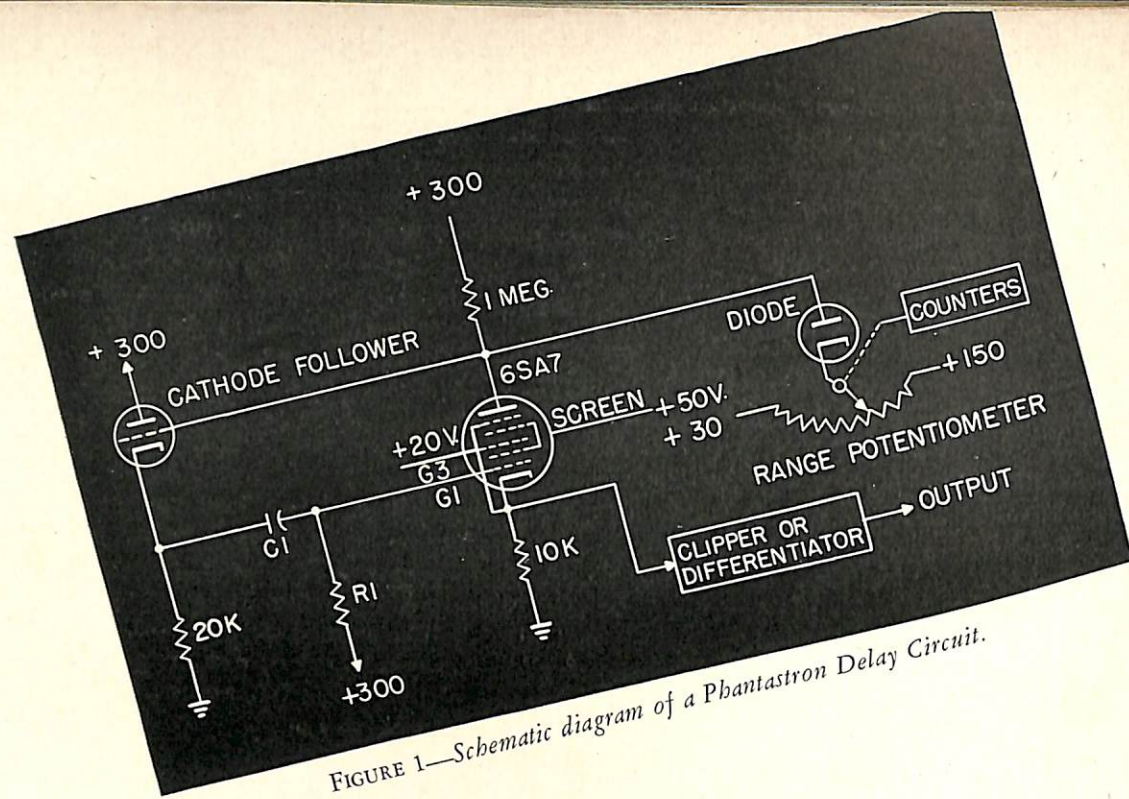 + 300
+ 300
1 MEG.
DIODE
COUNTERS
CATHODE FOLLOWER
6SA7
+150
SCREEN
+50V.
+20V.
+ 30
G3
G1
RANGE POTENTIOMETER
C1
10K
CLIPPER OR
DIFFERENTIATOR
OUTPUT
R1
20K
+300
FIGURE 1—Schematic diagram of a Phantastron Delay Circuit.